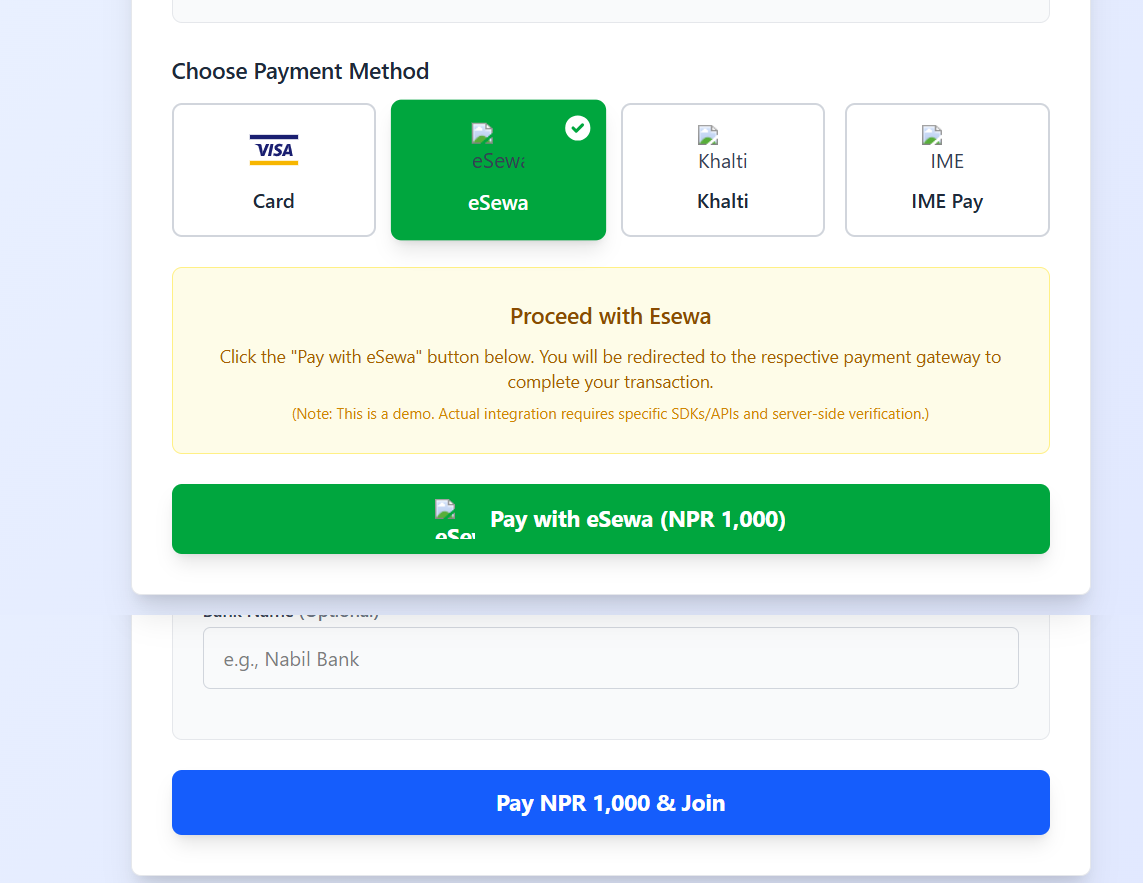 Choose Payment Method
VISA
Card
eSewa
eSewa
Khalti
Khalti
IME
IME Pay
Proceed with Esewa
Click the "Pay with eSewa" button below. You will be redirected to the respective payment gateway to
complete your transaction.
(Note: This is a demo. Actual integration requires specific SDKs/APIs and server-side verification.)
Pay with eSewa (NPR 1,000)
Bank Name (Optional)
e.g., Nabil Bank
Pay NPR 1,000 & Join